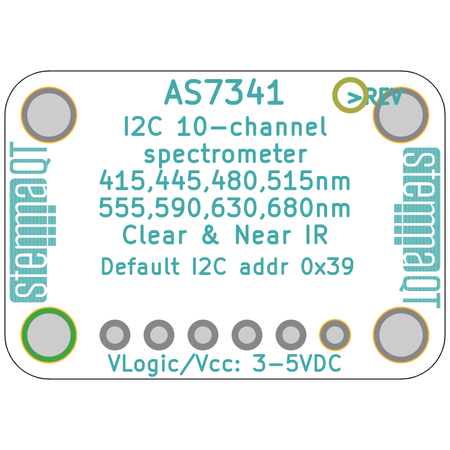 AS7341
>REV
I2C 10-channel
spectrometer
415,445,480,515nm
555,590,630,680nm
Clear & Near IR
Default I2C addr 0x39
VLogic/Vcc: 3-5VDC
stemma QT
stemma QT